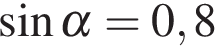 sin α = 0,8